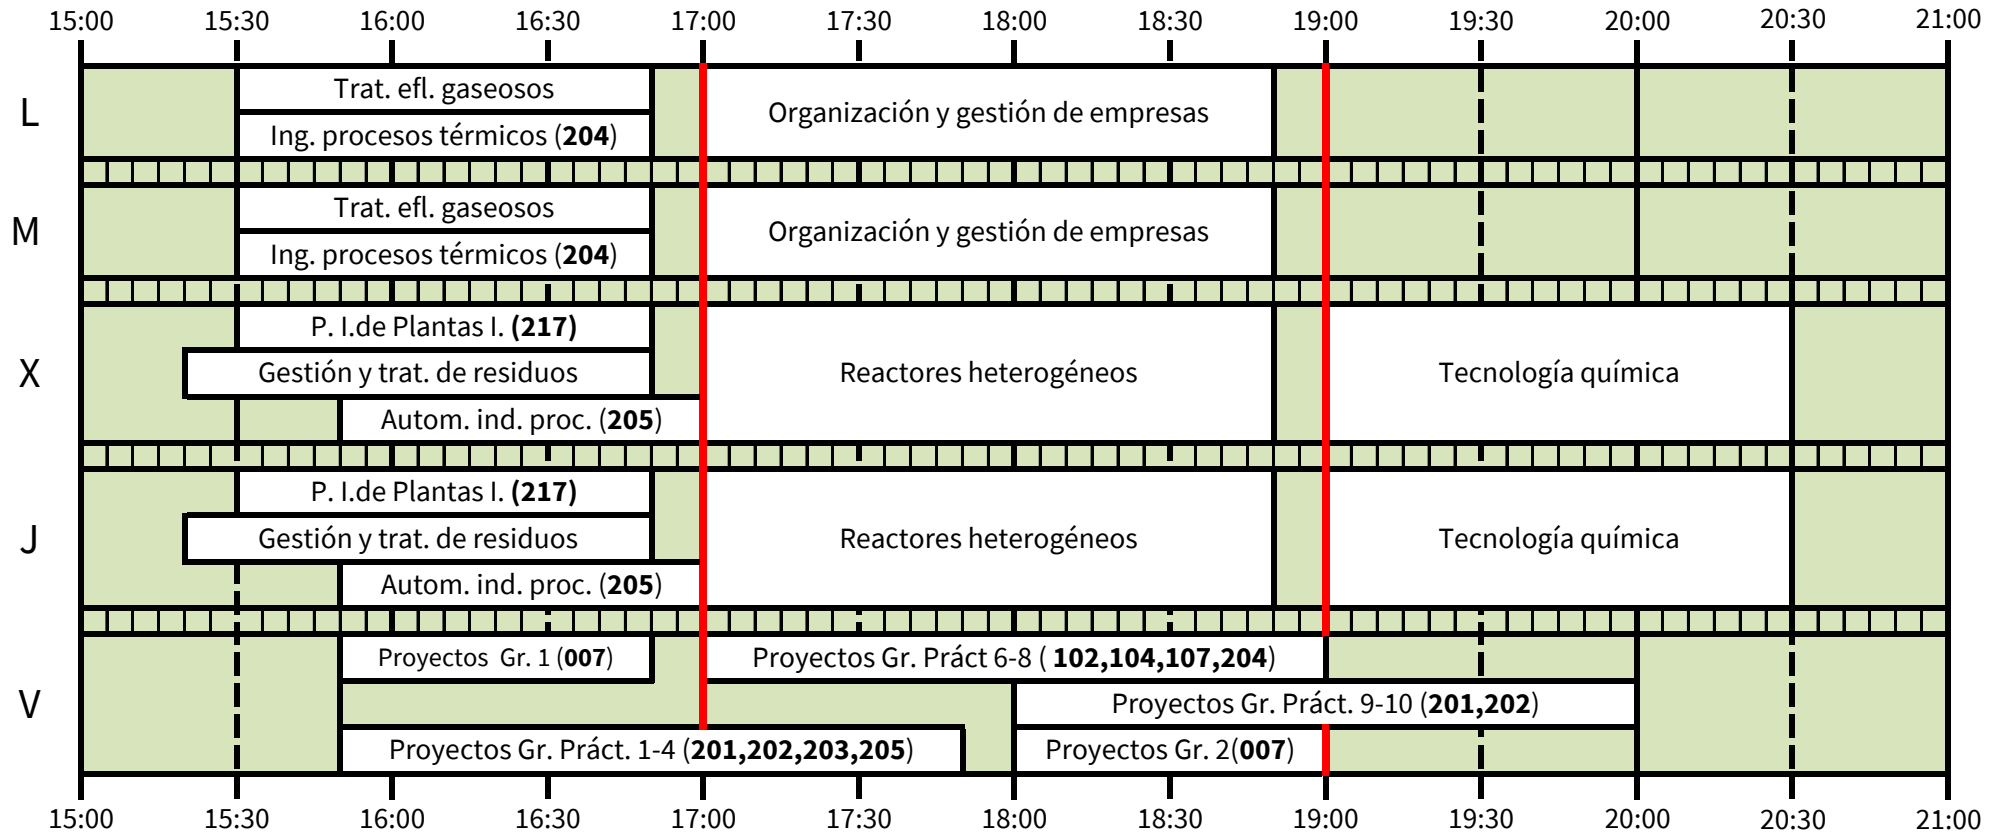 15:00 15:30 16:00 16:30 17:00 17:30 18:00 18:30 19:00 19:30 20:00 20:30 21:00
L
Trat. efl. gaseosos
Ing. procesos térmicos (204)
Organización y gestión de empresas
M
Trat. efl. gaseosos
Ing. procesos térmicos (204)
Organización y gestión de empresas
X
P. I.de Plantas I. (217)
Gestión y trat. de residuos
Autom. ind. proc. (205)
Reactores heterogéneos
Tecnología química
J
P. I.de Plantas I. (217)
Gestión y trat. de residuos
Autom. ind. proc. (205)
Reactores heterogéneos
Tecnología química
V
Proyectos  Gr. 1 (007)
Proyectos Gr. Práct 6-8 ( 102,104,107,204)
Proyectos Gr. Práct. 9-10 (201,202)
Proyectos Gr. Práct. 1-4 (201,202,203,205)
Proyectos Gr. 2(007)
15:00 15:30 16:00 16:30 17:00 17:30 18:00 18:30 19:00 19:30 20:00 20:30 21:00